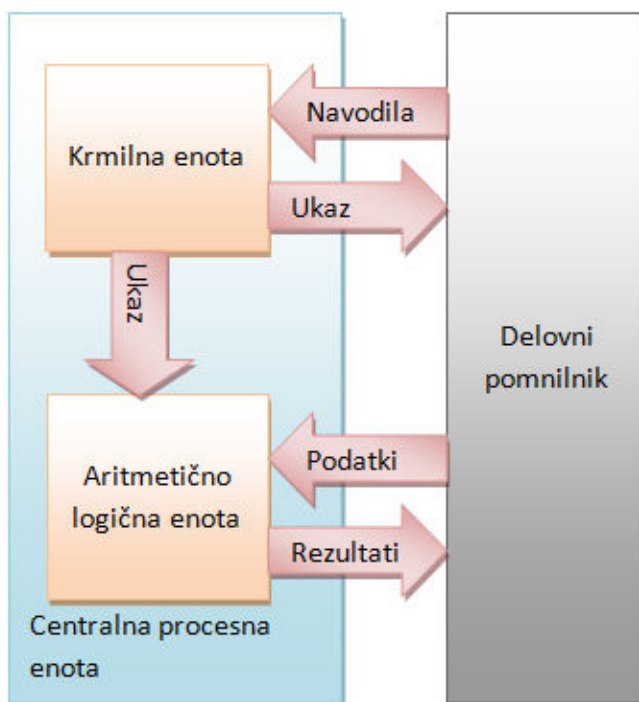 Krmilna enota
Navodila
Ukaz
Ukaz
Delovni
pomnilnik
Aritmetično
logična enota
Podatki
Rezultati
Centralna procesna
enota